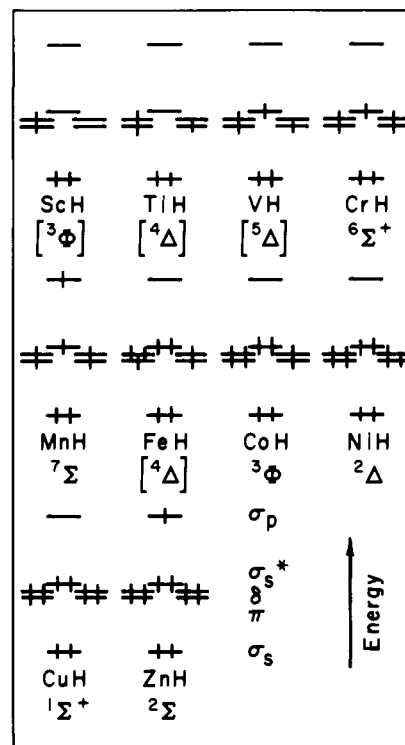 ScH TiH VH CrH
[³Φ] [⁴Δ] [⁵Δ] ⁶Σ⁺
MnH FeH CoH NiH
⁷Σ [⁴Δ] ³Φ ²Δ
σp
σs*
δ
π
σs
Energy
CuH ZnH
¹Σ⁺ ²Σ